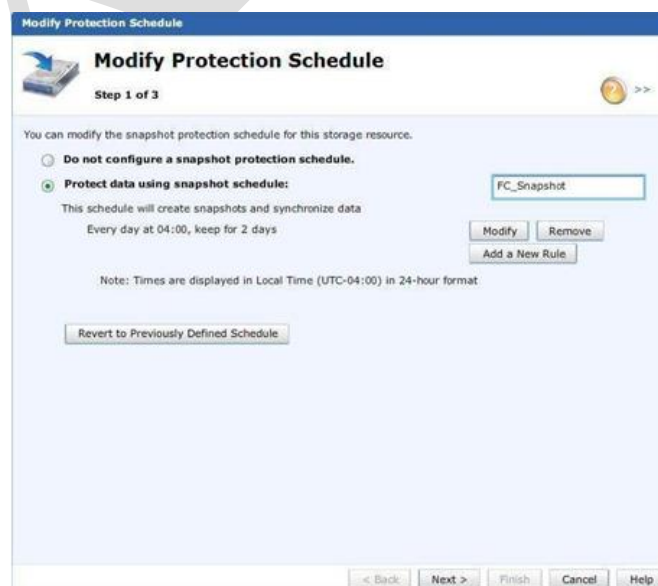 Modify Protection Schedule
Modify Protection Schedule
Step 1 of 3
? >>
You can modify the snapshot protection schedule for this storage resource.
Do not configure a snapshot protection schedule.
Protect data using snapshot schedule: FC_Snapshot
This schedule will create snapshots and synchronize data
Every day at 04:00, keep for 2 days Modify Remove
Add a New Rule
Note: Times are displayed in Local Time (UTC-04:00) in 24-hour format
Revert to Previously Defined Schedule
< Back Next > Finish Cancel Help